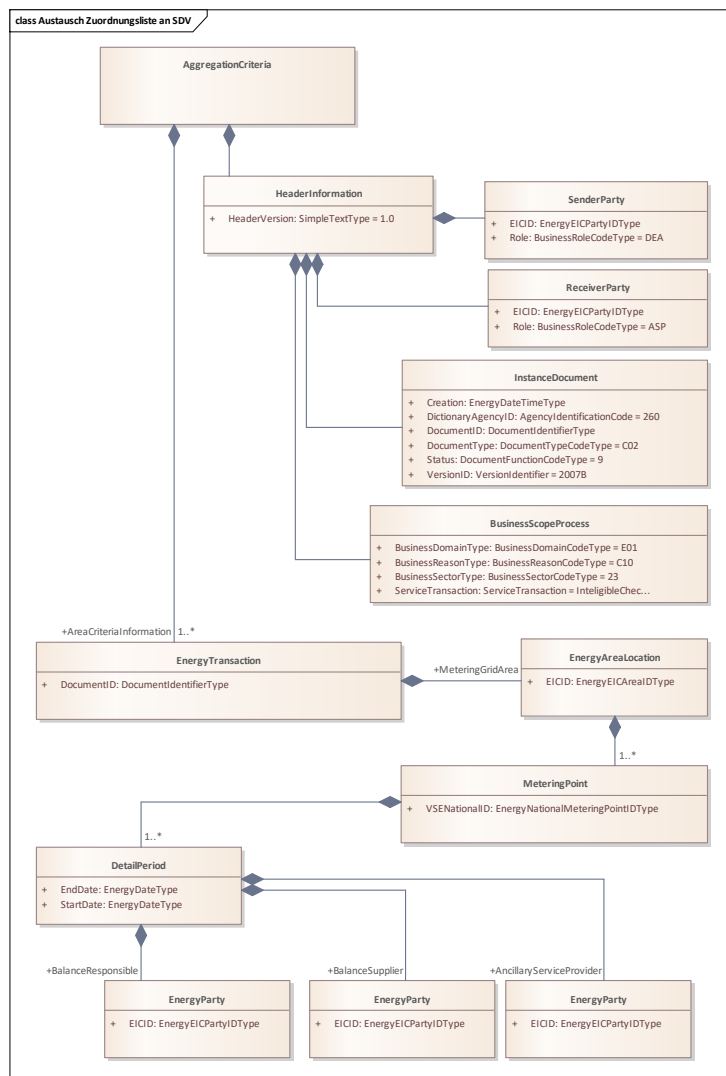 class Austausch Zuordnungsliste an SDV
AggregationCriteria
HeaderInformation
+ HeaderVersion: SimpleTextType = 1.0
SenderParty
+ EICID: EnergyEICPartyIDType
+ Role: BusinessRoleCodeType = DEA
ReceiverParty
+ EICID: EnergyEICPartyIDType
+ Role: BusinessRoleCodeType = ASP
InstanceDocument
+ Creation: EnergyDateTimeType
+ DictionaryAgencyID: AgencyIdentificationCode = 260
+ DocumentID: DocumentIdentifierType
+ DocumentType: DocumentTypeCodeType = C02
+ Status: DocumentFunctionCodeType = 9
+ VersionID: VersionIdentifier = 2007B
BusinessScopeProcess
+ BusinessDomainType: BusinessDomainCodeType = E01
+ BusinessReasonType: BusinessReasonCodeType = C10
+ BusinessSectorType: BusinessSectorCodeType = 23
+ ServiceTransaction: ServiceTransaction = InteligibleChec...
+AreaCriteriaInformation
1..*
EnergyTransaction
+ DocumentID: DocumentIdentifierType
+MeteringGridArea
EnergyAreaLocation
+ EICID: EnergyEICAreaIDType
1..*
MeteringPoint
+ VSENationalID: EnergyNationalMeteringPointIDType
1..*
DetailPeriod
+ EndDate: EnergyDateType
+ StartDate: EnergyDateType
+BalanceResponsible
+BalanceSupplier
+AncillaryServiceProvider
EnergyParty
+ EICID: EnergyEICPartyIDType
EnergyParty
+ EICID: EnergyEICPartyIDType
EnergyParty
+ EICID: EnergyEICPartyIDType